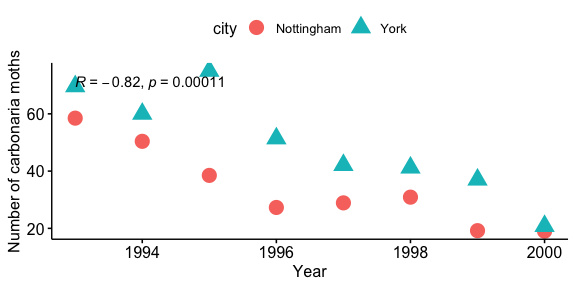 city Nottingham York
R = −0.82, p = 0.00011
Number of carbonaria moths
60
40
20
1994 1996 1998 2000
Year